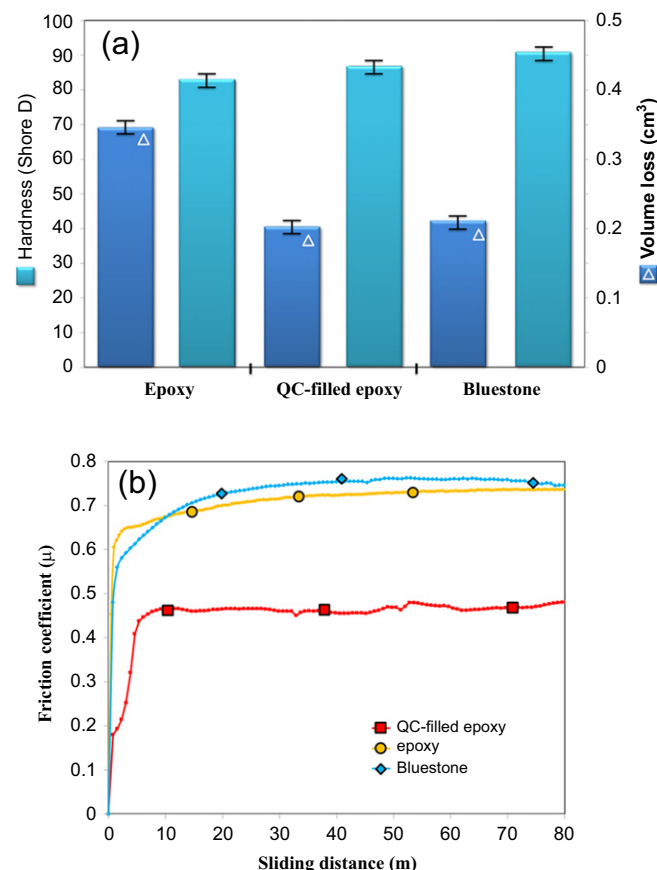 (a)
Hardness (Shore D)
100
90
80
70
60
50
40
30
20
10
0
0.5
0.4
0.3
0.2
0.1
0
Volume loss (cm³)
Epoxy
QC-filled epoxy
Bluestone
(b)
Friction coefficient (μ)
0.8
0.7
0.6
0.5
0.4
0.3
0.2
0.1
0
QC-filled epoxy
epoxy
Bluestone
0 10 20 30 40 50 60 70 80
Sliding distance (m)